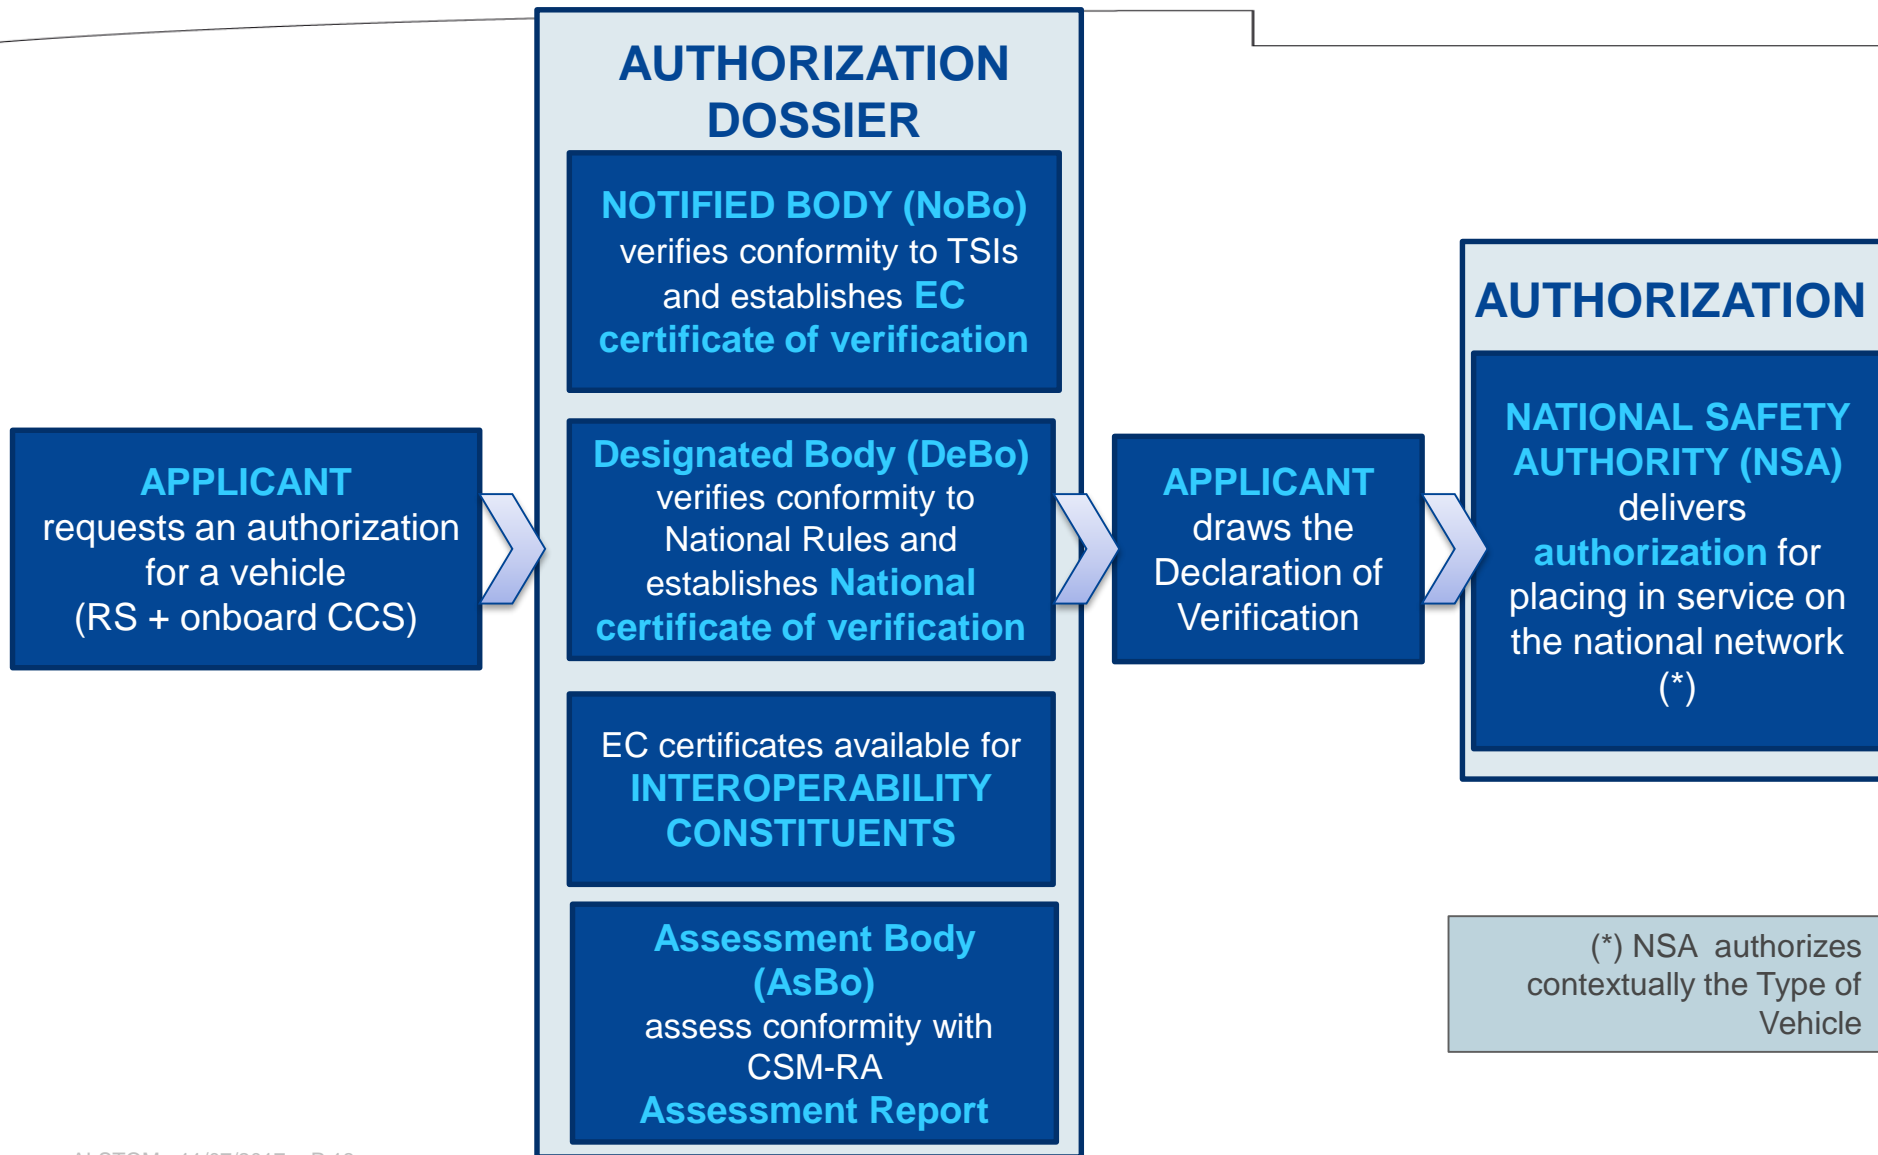 AUTHORIZATION
DOSSIER
NOTIFIED BODY (NoBo)
verifies conformity to TSIs
and establishes EC
certificate of verification
Designated Body (DeBo)
verifies conformity to
National Rules and
establishes National
certificate of verification
EC certificates available for
INTEROPERABILITY
CONSTITUENTS
Assessment Body
(AsBo)
assess conformity with
CSM-RA
Assessment Report
APPLICANT
requests an authorization
for a vehicle
(RS + onboard CCS)
APPLICANT
draws the
Declaration of
Verification
AUTHORIZATION
NATIONAL SAFETY
AUTHORITY (NSA)
delivers
authorization for
placing in service on
the national network
(*)
(*) NSA authorizes
contextually the Type of
Vehicle